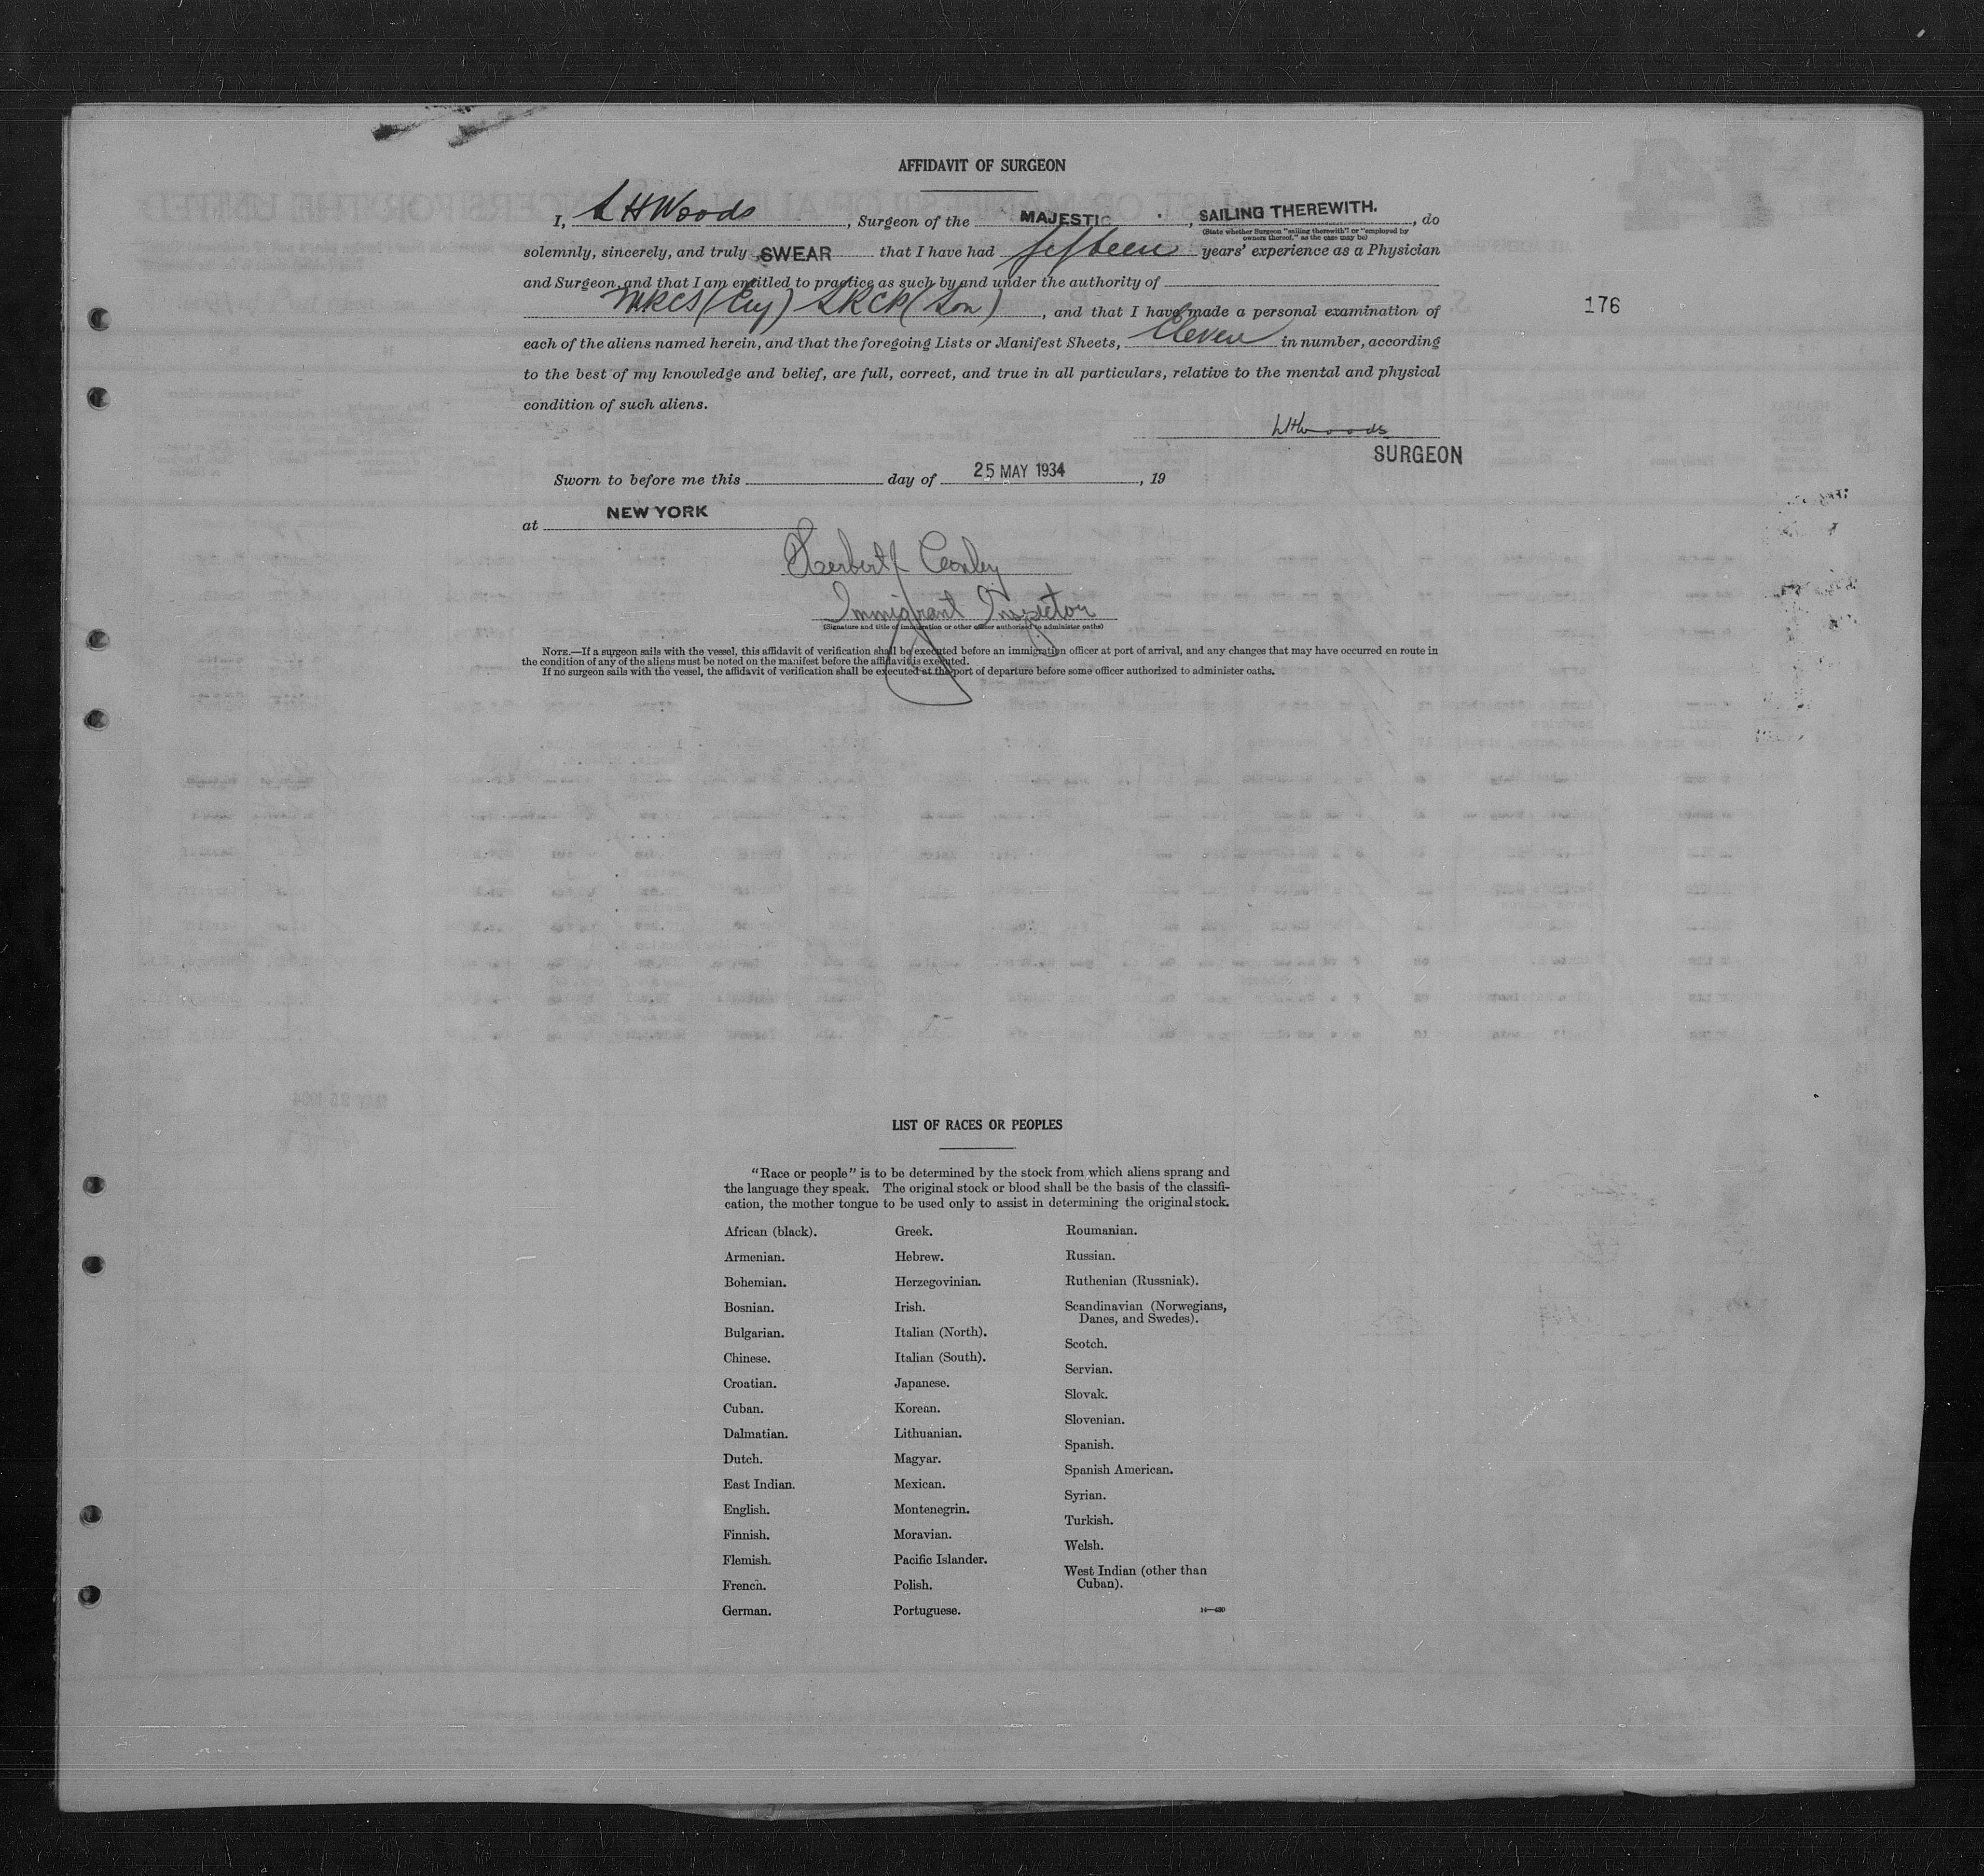 AFFIDAVIT OF SURGEON
I, L H Woods, Surgeon of the MAJESTIC, SAILING THEREWITH., do
(State whether Surgeon "sailing therewith" or "employed by
owners thereof," as the case may be)
solemnly, sincerely, and truly SWEAR that I have had fifteen years' experience as a Physician
and Surgeon, and that I am entitled to practice as such by and under the authority of
MRCS (Eng) LRCP (Lon), and that I have made a personal examination of
176
each of the aliens named herein, and that the foregoing Lists or Manifest Sheets, Eleven in number, according
to the best of my knowledge and belief, are full, correct, and true in all particulars, relative to the mental and physical
condition of such aliens.
LHWoods
SURGEON
Sworn to before me this day of 25 MAY 1934, 19
at NEW YORK
Herbert J Conley
Immigrant Inspector
(Signature and title of immigration or other officer authorized to administer oaths)
NOTE.—If a surgeon sails with the vessel, this affidavit of verification shall be executed before an immigration officer at port of arrival, and any changes that may have occurred en route in
the condition of any of the aliens must be noted on the manifest before the affidavit is executed.
If no surgeon sails with the vessel, the affidavit of verification shall be executed at the port of departure before some officer authorized to administer oaths.
MAY 25 1934
LIST OF RACES OR PEOPLES
"Race or people" is to be determined by the stock from which aliens sprang and
the language they speak. The original stock or blood shall be the basis of the classifi-
cation, the mother tongue to be used only to assist in determining the original stock.
African (black).
Armenian.
Bohemian.
Bosnian.
Bulgarian.
Chinese.
Croatian.
Cuban.
Dalmatian.
Dutch.
East Indian.
English.
Finnish.
Flemish.
French.
German.
Greek.
Hebrew.
Herzegovinian.
Irish.
Italian (North).
Italian (South).
Japanese.
Korean.
Lithuanian.
Magyar.
Mexican.
Montenegrin.
Moravian.
Pacific Islander.
Polish.
Portuguese.
Roumanian.
Russian.
Ruthenian (Russniak).
Scandinavian (Norwegians,
Danes, and Swedes).
Scotch.
Servian.
Slovak.
Slovenian.
Spanish.
Spanish American.
Syrian.
Turkish.
Welsh.
West Indian (other than
Cuban).
14—430